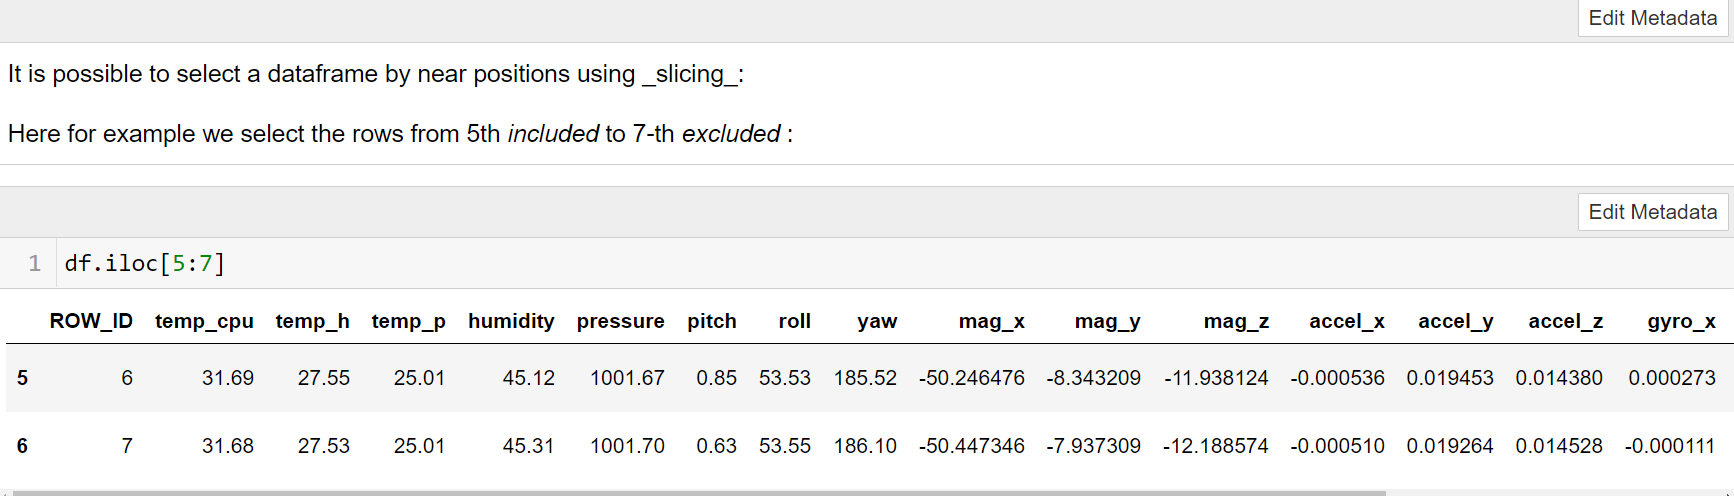 Edit Metadata
It is possible to select a dataframe by near positions using _slicing_:
Here for example we select the rows from 5th included to 7-th excluded :
Edit Metadata
1 df.iloc[5:7]
ROW_ID temp_cpu temp_h temp_p humidity pressure pitch roll yaw mag_x mag_y mag_z accel_x accel_y accel_z gyro_x
5 6 31.69 27.55 25.01 45.12 1001.67 0.85 53.53 185.52 -50.246476 -8.343209 -11.938124 -0.000536 0.019453 0.014380 0.000273
6 7 31.68 27.53 25.01 45.31 1001.70 0.63 53.55 186.10 -50.447346 -7.937309 -12.188574 -0.000510 0.019264 0.014528 -0.000111